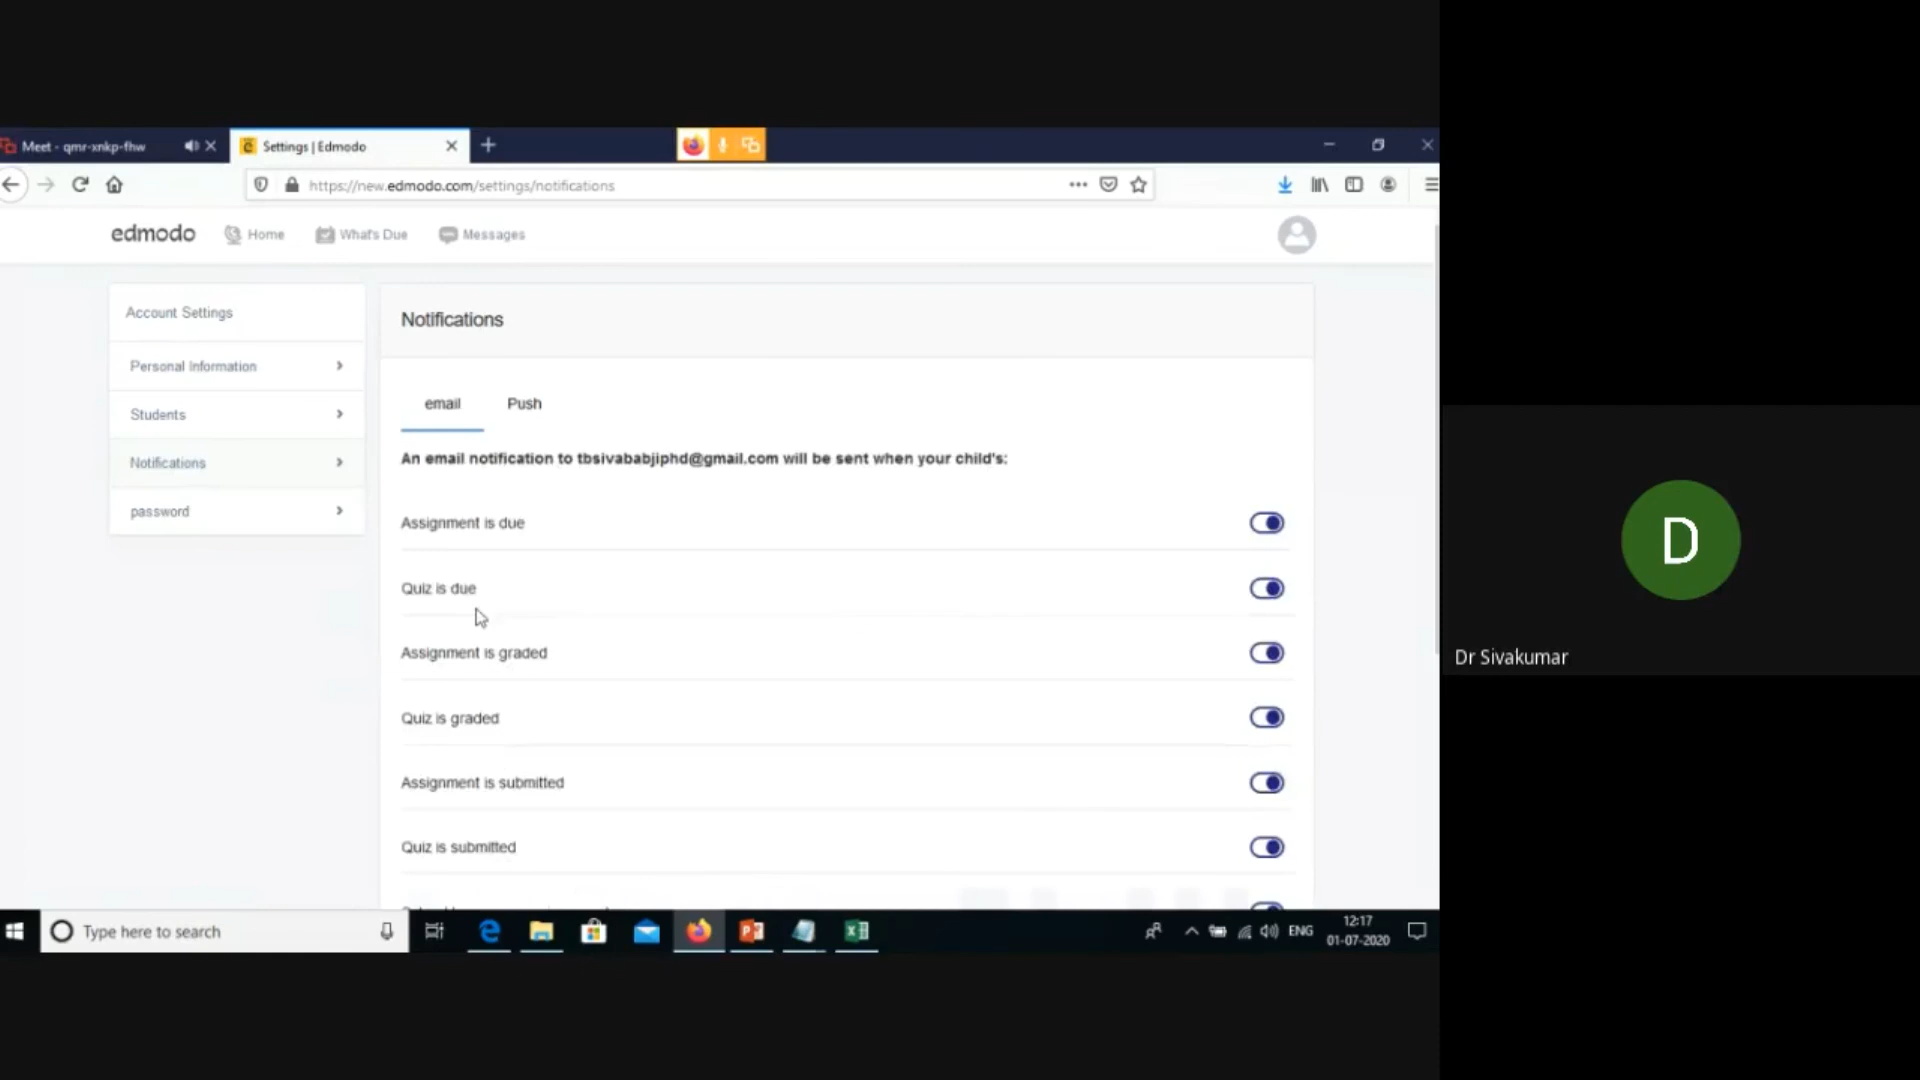 Meet - qmr-xnkp-fhw
Settings | Edmodo
https://new.edmodo.com/settings/notifications
edmodo Home What's Due Messages
Account Settings
Personal Information
Students
Notifications
password
Notifications
email Push
An email notification to tbsivababjiphd@gmail.com will be sent when your child's:
Assignment is due
Quiz is due
Assignment is graded
Quiz is graded
Assignment is submitted
Quiz is submitted
D
Dr Sivakumar
Type here to search
ENG
12:17
01-07-2020